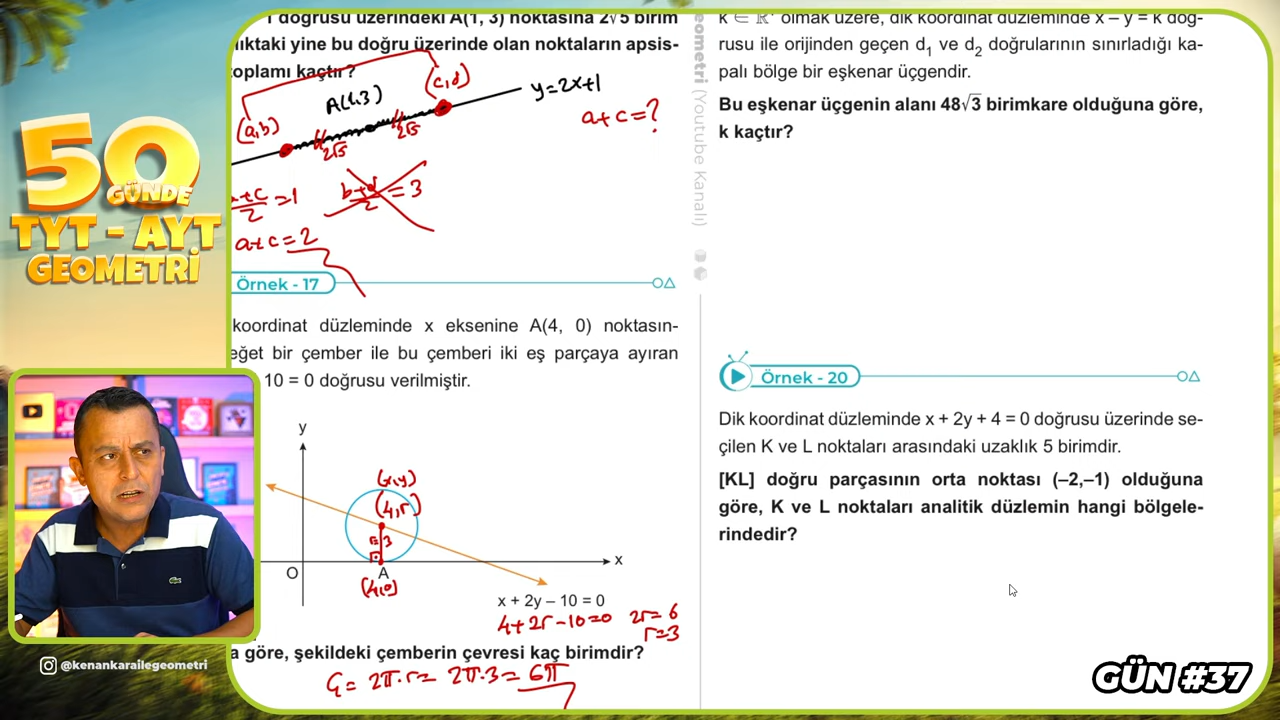 50
GÜNDE
TYT - AYT
GEOMETRİ
@kenankarailegeometri
doğrusu üzerindeki A(1, 3) noktasına 2√5 birim
lıktaki yine bu doğru üzerinde olan noktaların apsis-
toplamı kaçtır?
(a,b)
A(1,3)
(c,d)
y=2x+1
2√5
2√5
a+c=?
a+c/2=1
b+d/2=3
a+c=2
Örnek - 17
koordinat düzleminde x eksenine A(4, 0) noktasın-
eğet bir çember ile bu çemberi iki eş parçaya ayıran
10 = 0 doğrusu verilmiştir.
y
(x,y)
(4,r)
r=3
O
A
x
(4,0)
x + 2y – 10 = 0
4+2r-10=0
2r=6
r=3
a göre, şekildeki çemberin çevresi kaç birimdir?
Ç= 2π.r= 2π.3= 6π
eometri (Youtube Kanalı)
k ∈ ℝ⁺ olmak üzere, dik koordinat düzleminde x – y = k doğ-
rusu ile orijinden geçen d₁ ve d₂ doğrularının sınırladığı ka-
palı bölge bir eşkenar üçgendir.
Bu eşkenar üçgenin alanı 48√3 birimkare olduğuna göre,
k kaçtır?
Örnek - 20
Dik koordinat düzleminde x + 2y + 4 = 0 doğrusu üzerinde se-
çilen K ve L noktaları arasındaki uzaklık 5 birimdir.
[KL] doğru parçasının orta noktası (–2,–1) olduğuna
göre, K ve L noktaları analitik düzlemin hangi bölgele-
rindedir?
GÜN #37